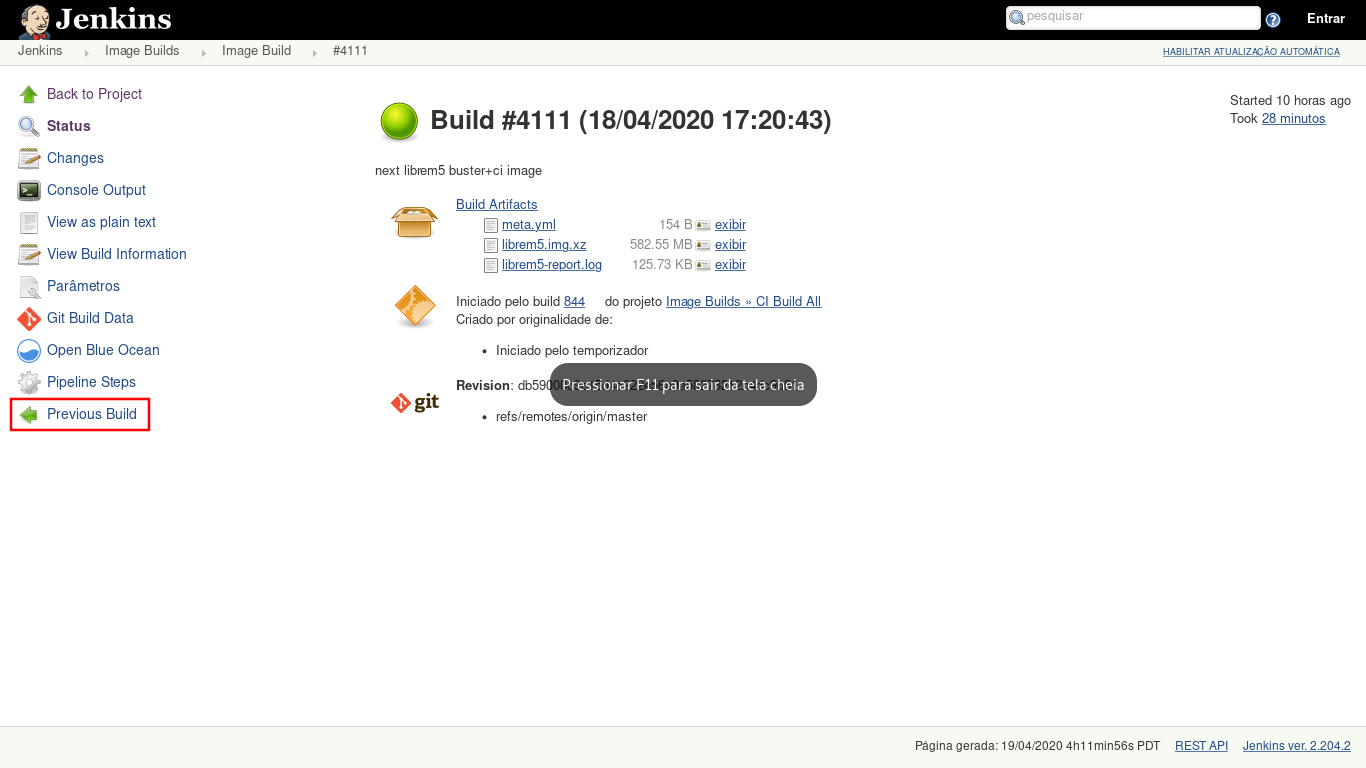 Jenkins
pesquisar
Entrar
Jenkins Image Builds Image Build #4111
HABILITAR ATUALIZAÇÃO AUTOMÁTICA
Back to Project
Status
Changes
Console Output
View as plain text
View Build Information
Parâmetros
Git Build Data
Open Blue Ocean
Pipeline Steps
Previous Build
Build #4111 (18/04/2020 17:20:43)
Started 10 horas ago
Took 28 minutos
next librem5 buster+ci image
Build Artifacts
meta.yml 154 B exibir
librem5.img.xz 582.55 MB exibir
librem5-report.log 125.73 KB exibir
Iniciado pelo build 844 do projeto Image Builds » CI Build All
Criado por originalidade de:
Iniciado pelo temporizador
git
Revision:
Pressionar F11 para sair da tela cheia
refs/remotes/origin/master
Página gerada: 19/04/2020 4h11min56s PDT REST API Jenkins ver. 2.204.2